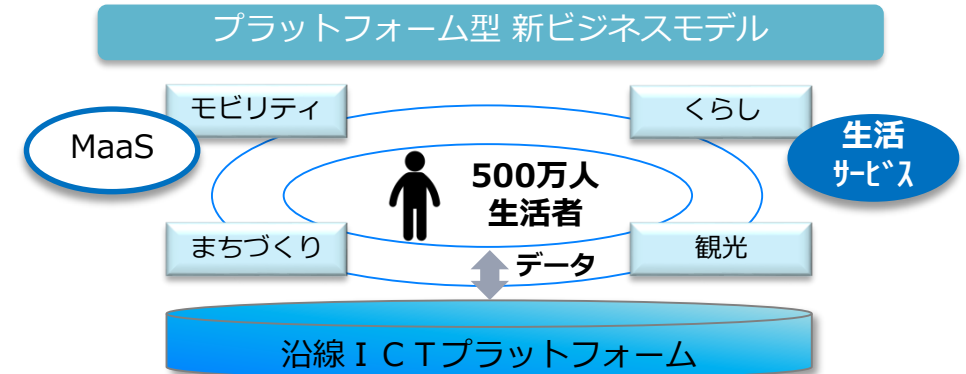 プラットフォーム型 新ビジネスモデル
モビリティ
くらし
MaaS
生活
ｻｰﾋﾞｽ
500万人
生活者
まちづくり
観光
データ
沿線ＩＣＴプラットフォーム